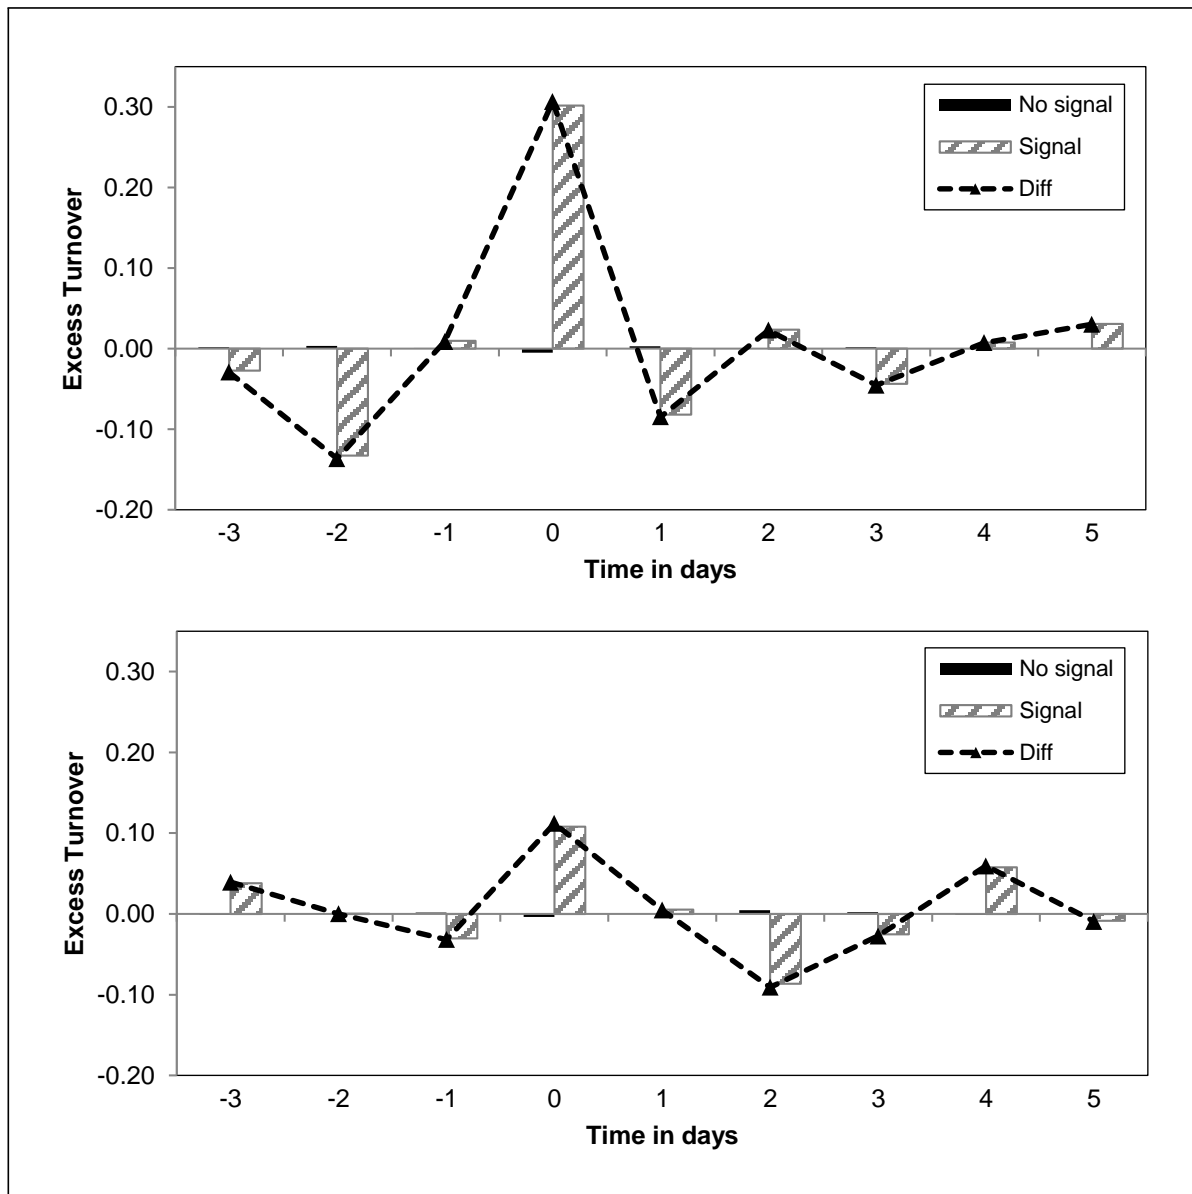 0.30
0.20
0.10
0.00
-0.10
-0.20
Excess Turnover
No signal
Signal
Diff
-3 -2 -1 0 1 2 3 4 5
Time in days
0.30
0.20
0.10
0.00
-0.10
-0.20
Excess Turnover
No signal
Signal
Diff
-3 -2 -1 0 1 2 3 4 5
Time in days